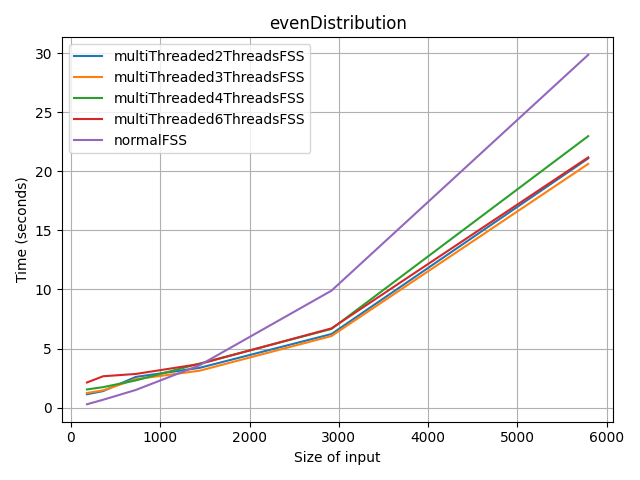 evenDistribution
multiThreaded2ThreadsFSS
multiThreaded3ThreadsFSS
multiThreaded4ThreadsFSS
multiThreaded6ThreadsFSS
normalFSS
Time (seconds)
30
25
20
15
10
5
0
0 1000 2000 3000 4000 5000 6000
Size of input